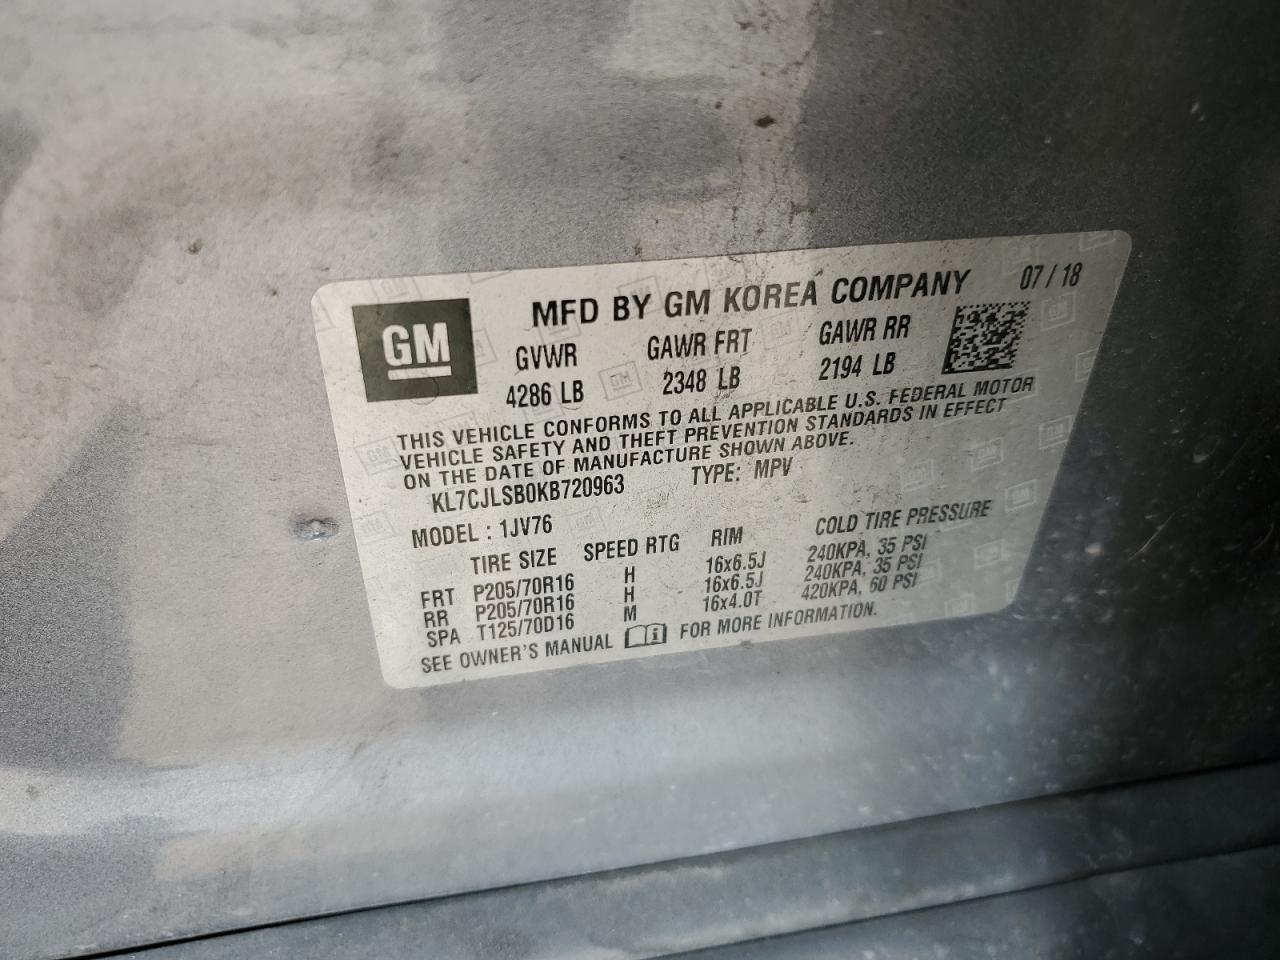 GM
MFD BY GM KOREA COMPANY 07 / 18
GVWR GAWR FRT GAWR RR
4286 LB 2348 LB 2194 LB
THIS VEHICLE CONFORMS TO ALL APPLICABLE U.S. FEDERAL MOTOR
VEHICLE SAFETY AND THEFT PREVENTION STANDARDS IN EFFECT
ON THE DATE OF MANUFACTURE SHOWN ABOVE.
KL7CJLSB0KB720963 TYPE: MPV
MODEL : 1JV76
TIRE SIZE SPEED RTG RIM COLD TIRE PRESSURE
FRT P205/70R16 H 16x6.5J 240KPA, 35 PSI
RR P205/70R16 H 16x6.5J 240KPA, 35 PSI
SPA T125/70D16 M 16x4.0T 420KPA, 60 PSI
SEE OWNER'S MANUAL FOR MORE INFORMATION.